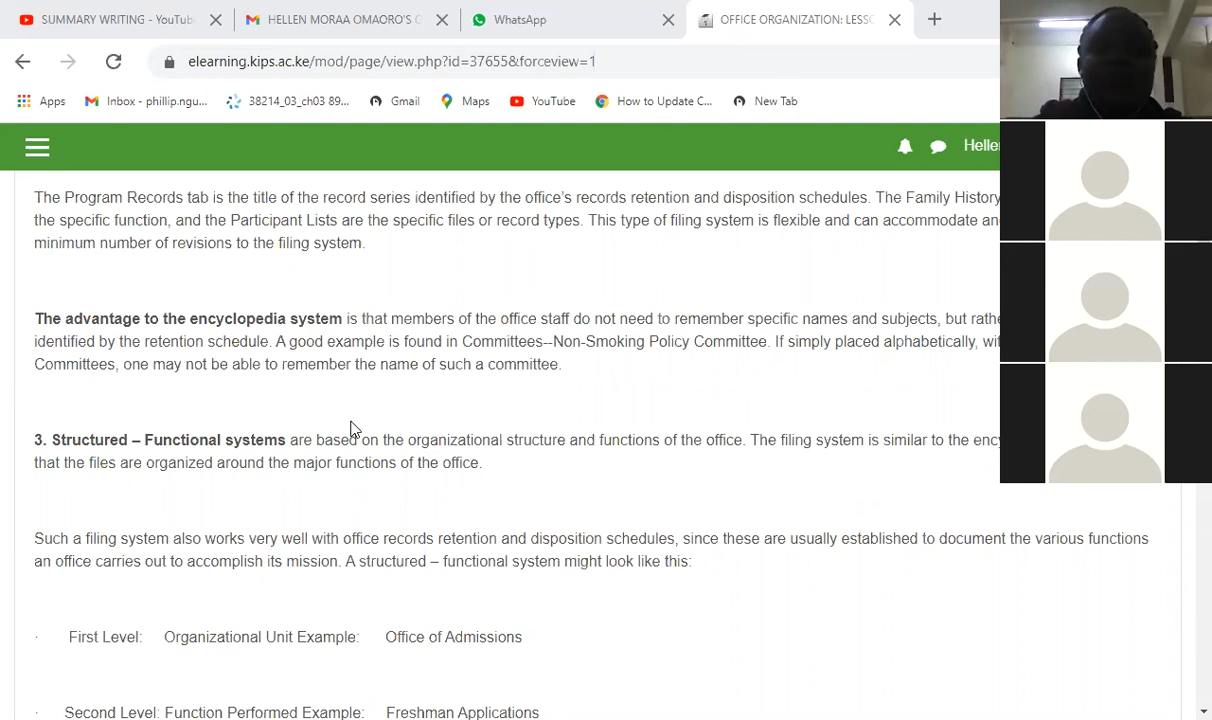 SUMMARY WRITING - YouTub
HELLEN MORAA OMAORO'S
WhatsApp
OFFICE ORGANIZATION: LESS
elearning.kips.ac.ke/mod/page/view.php?id=37655&forceview=1
Apps
Inbox - phillip.ngu...
38214_03_ch03 89...
Gmail
Maps
YouTube
How to Update C...
New Tab
Helle
The Program Records tab is the title of the record series identified by the office's records retention and disposition schedules. The Family History
the specific function, and the Participant Lists are the specific files or record types. This type of filing system is flexible and can accommodate an
minimum number of revisions to the filing system.
The advantage to the encyclopedia system is that members of the office staff do not need to remember specific names and subjects, but rathe
identified by the retention schedule. A good example is found in Committees--Non-Smoking Policy Committee. If simply placed alphabetically, wit
Committees, one may not be able to remember the name of such a committee.
3. Structured – Functional systems are based on the organizational structure and functions of the office. The filing system is similar to the ency
that the files are organized around the major functions of the office.
Such a filing system also works very well with office records retention and disposition schedules, since these are usually established to document the various functions
an office carries out to accomplish its mission. A structured – functional system might look like this:
· First Level: Organizational Unit Example: Office of Admissions
· Second Level: Function Performed Example: Freshman Applications